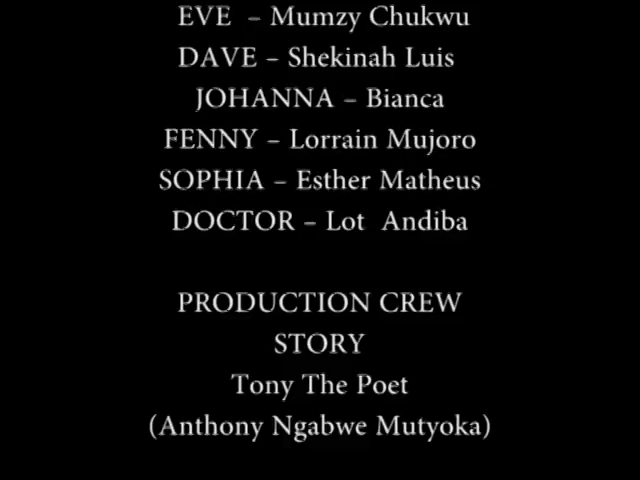 EVE – Mumzy Chukwu
DAVE – Shekinah Luis
JOHANNA – Bianca
FENNY – Lorrain Mujoro
SOPHIA – Esther Matheus
DOCTOR – Lot Andiba
PRODUCTION CREW
STORY
Tony The Poet
(Anthony Ngabwe Mutyoka)